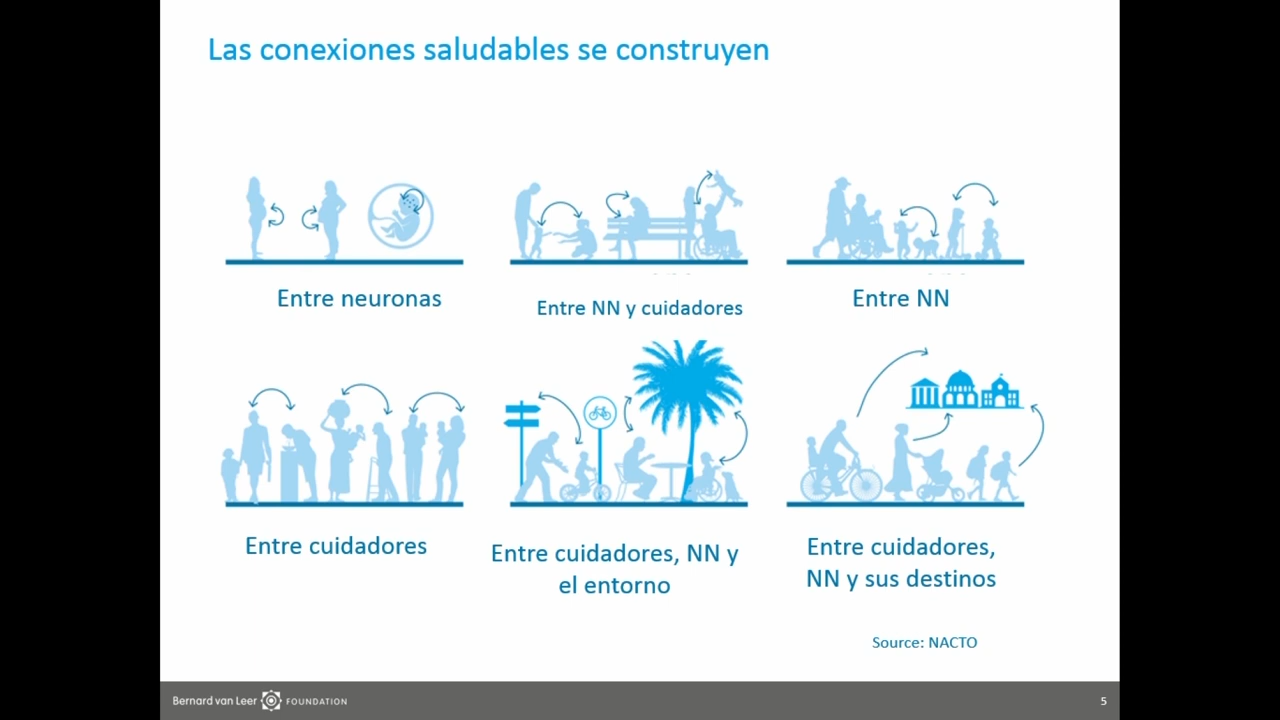 Las conexiones saludables se construyen
Entre neuronas
Entre NN y cuidadores
Entre NN
Entre cuidadores
Entre cuidadores, NN y
el entorno
Entre cuidadores,
NN y sus destinos
Source: NACTO
Bernard van Leer FOUNDATION
5